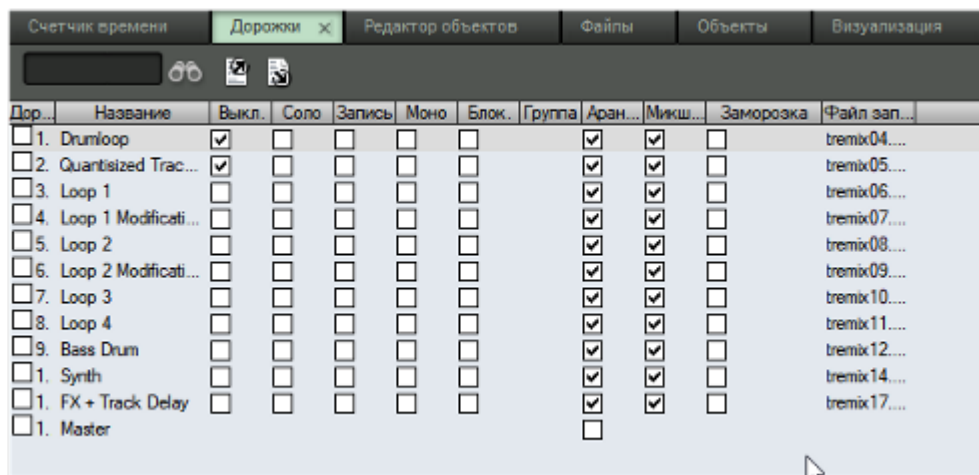 Счетчик времени Дорожки Редактор объектов Файлы Объекты Визуализация
Дор... Название Выкл. Соло Запись Моно Блок. Группа Аран... Микш... Заморозка Файл зап...
1. Drumloop tremix04....
2. Quantisized Trac... tremix05....
3. Loop 1 tremix06....
4. Loop 1 Modificati... tremix07....
5. Loop 2 tremix08....
6. Loop 2 Modificati... tremix09....
7. Loop 3 tremix10....
8. Loop 4 tremix11....
9. Bass Drum tremix12....
1. Synth tremix14....
1. FX + Track Delay tremix17....
1. Master